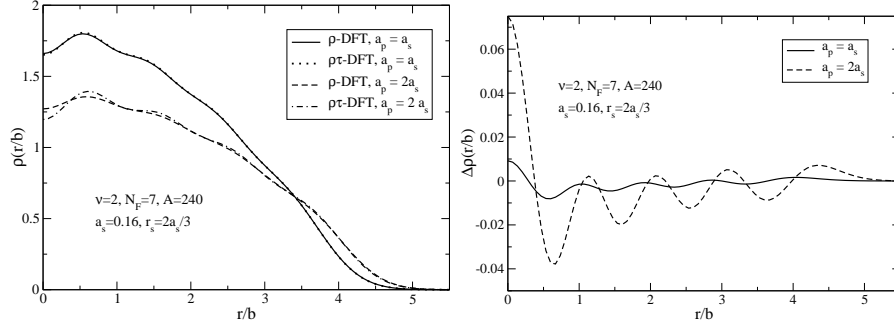 2
1.5
1
0.5
0
ρ(r/b)
ρ-DFT, a_p = a_s
ρτ-DFT, a_p = a_s
ρ-DFT, a_p = 2a_s
ρτ-DFT, a_p = 2 a_s
ν=2, N_F=7, A=240
a_s=0.16, r_s=2a_s/3
0 1 2 3 4 5
r/b
0.06
0.04
0.02
0
-0.02
-0.04
Δρ(r/b)
a_p = a_s
a_p = 2a_s
ν=2, N_F=7, A=240
a_s=0.16, r_s=2a_s/3
0 1 2 3 4 5
r/b